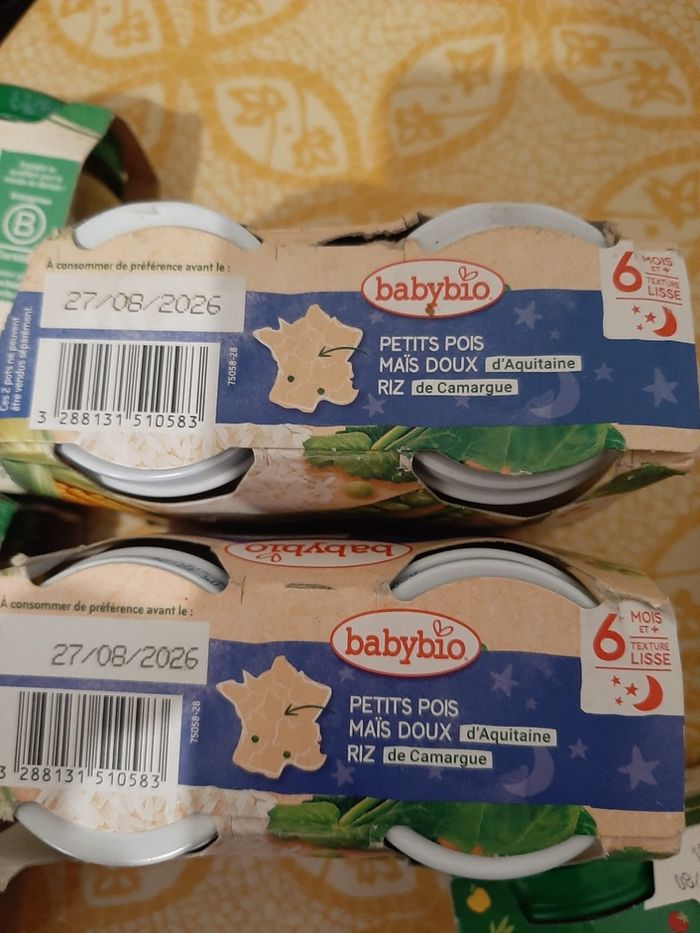 B
À consommer de préférence avant le :
27/08/2026
Ces 2 pots ne peuvent
être vendus séparément.
3 288131 510583
75058-28
babybio
PETITS POIS
MAÏS DOUX d'Aquitaine
RIZ de Camargue
6 MOIS
ET +
TEXTURE
LISSE
babybio
À consommer de préférence avant le :
27/08/2026
3 288131 510583
75058-28
babybio
PETITS POIS
MAÏS DOUX d'Aquitaine
RIZ de Camargue
6 MOIS
ET +
TEXTURE
LISSE